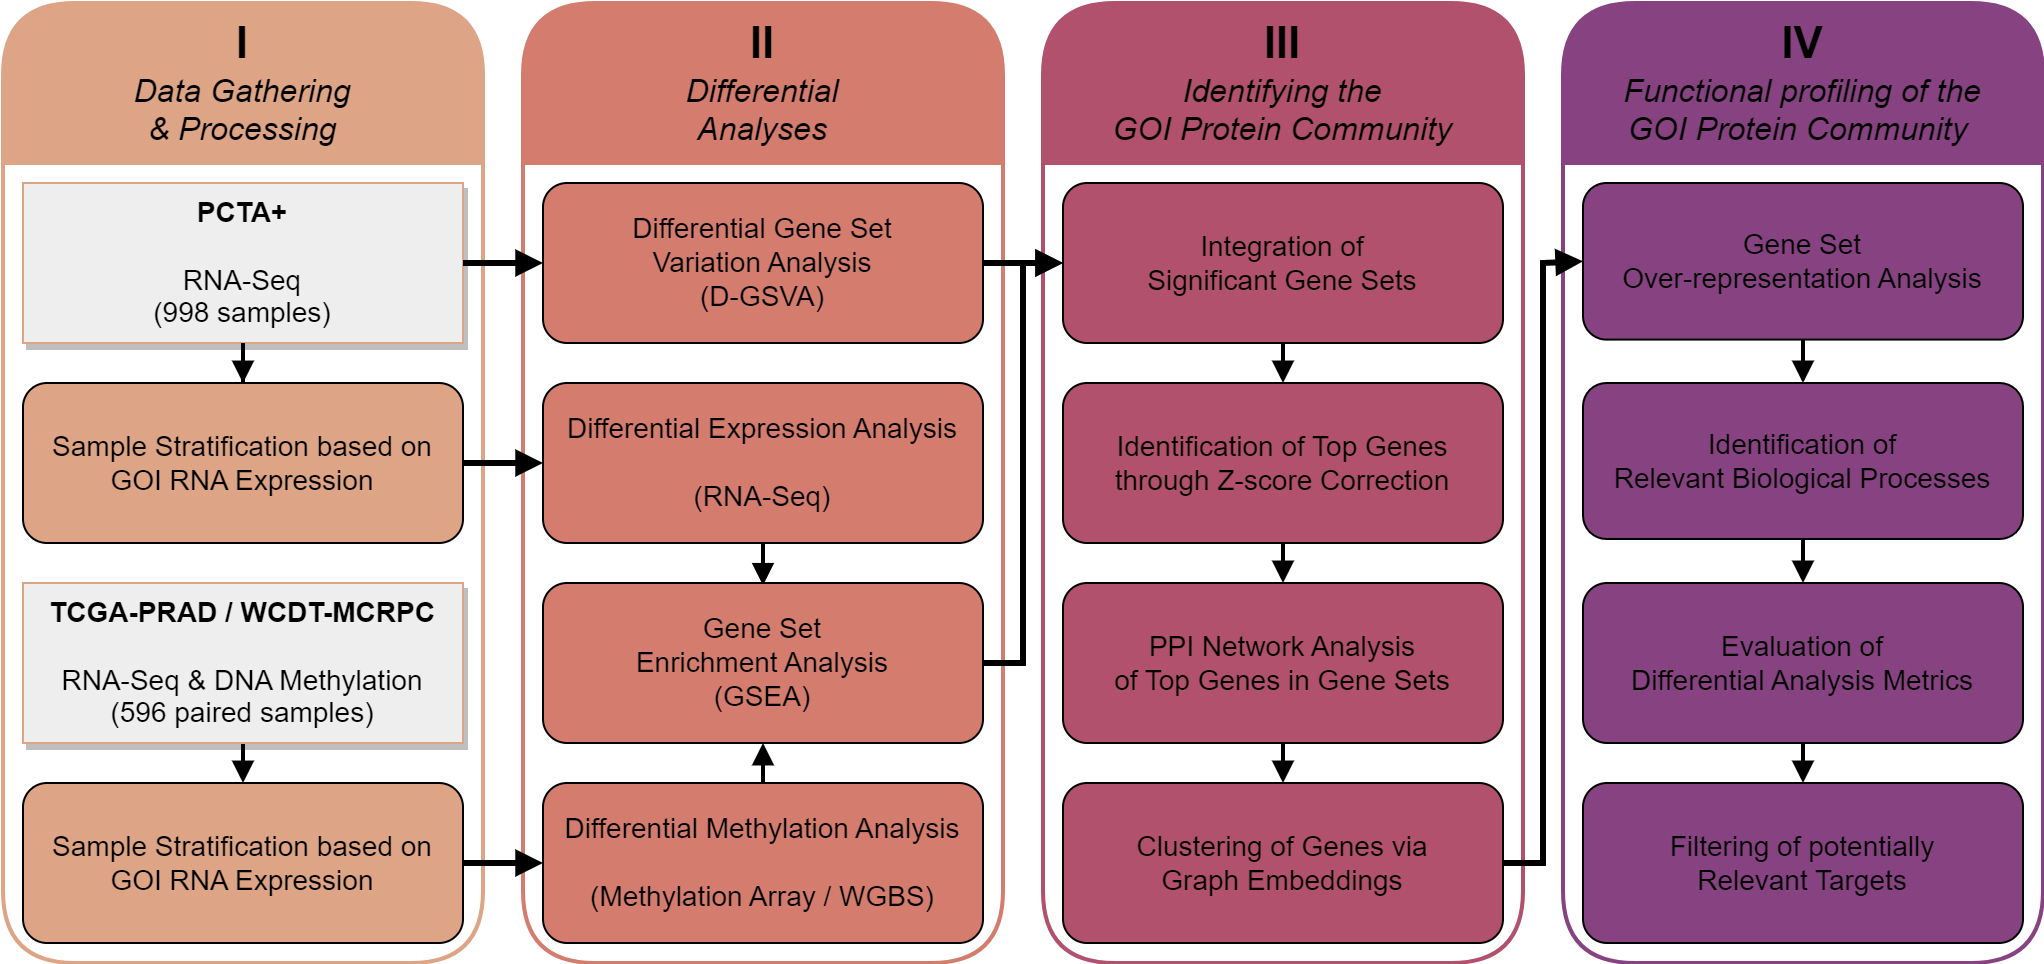 I
Data Gathering
& Processing
PCTA+
RNA-Seq
(998 samples)
Sample Stratification based on
GOI RNA Expression
TCGA-PRAD / WCDT-MCRPC
RNA-Seq & DNA Methylation
(596 paired samples)
Sample Stratification based on
GOI RNA Expression
II
Differential
Analyses
Differential Gene Set
Variation Analysis
(D-GSVA)
Differential Expression Analysis
(RNA-Seq)
Gene Set
Enrichment Analysis
(GSEA)
Differential Methylation Analysis
(Methylation Array / WGBS)
III
Identifying the
GOI Protein Community
Integration of
Significant Gene Sets
Identification of Top Genes
through Z-score Correction
PPI Network Analysis
of Top Genes in Gene Sets
Clustering of Genes via
Graph Embeddings
IV
Functional profiling of the
GOI Protein Community
Gene Set
Over-representation Analysis
Identification of
Relevant Biological Processes
Evaluation of
Differential Analysis Metrics
Filtering of potentially
Relevant Targets